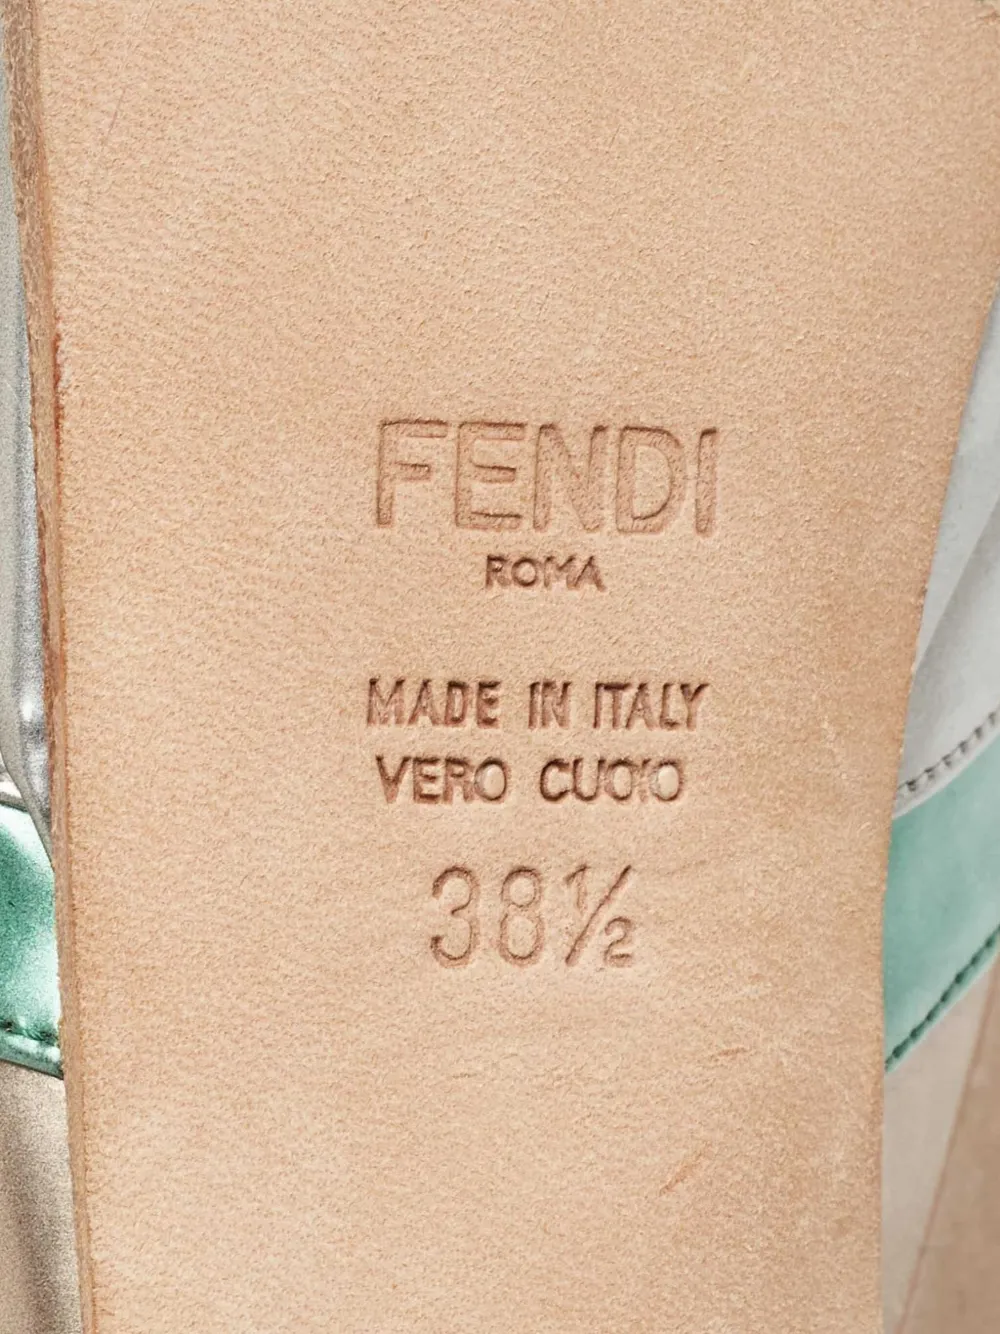 FENDI
ROMA
MADE IN ITALY
VERO CUOIO
38½